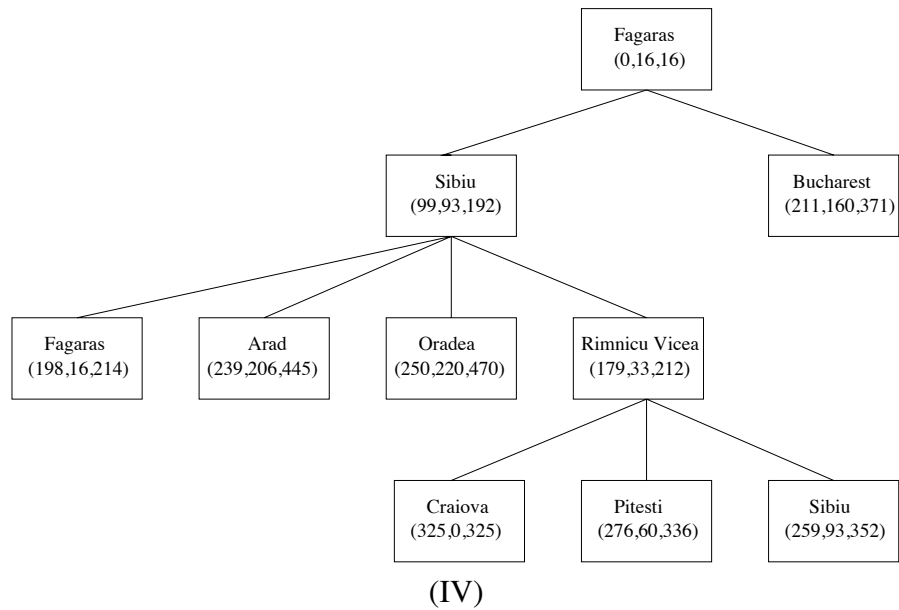 Fagaras
(0,16,16)
Sibiu
(99,93,192)
Bucharest
(211,160,371)
Fagaras
(198,16,214)
Arad
(239,206,445)
Oradea
(250,220,470)
Rimnicu Vicea
(179,33,212)
Craiova
(325,0,325)
Pitesti
(276,60,336)
Sibiu
(259,93,352)
(IV)